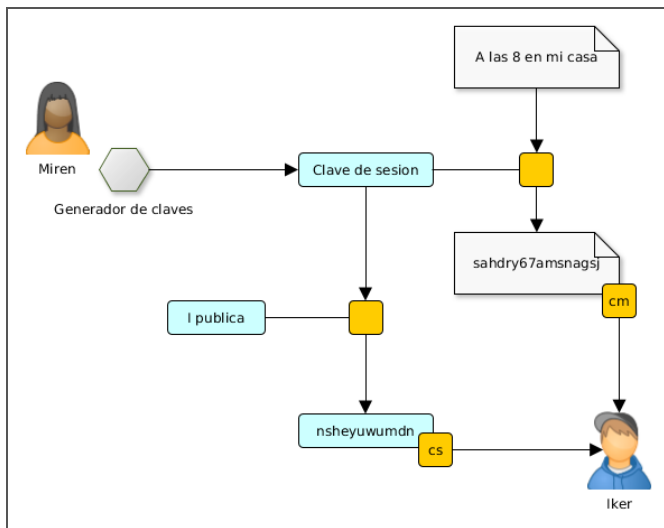 A las 8 en mi casa
Miren
Clave de sesion
Generador de claves
sahdry67amsnagsj
cm
I publica
nsheyuwumdn
cs
Iker